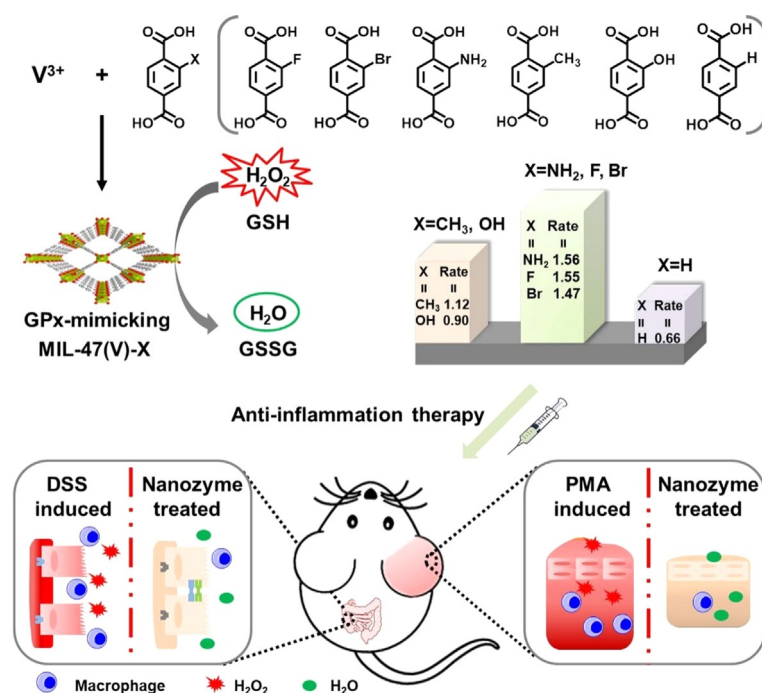 V³⁺ + X
OH
O
HO
O
OH
O
F
HO
O
OH
O
Br
HO
O
OH
O
NH₂
HO
O
OH
O
CH₃
HO
O
OH
O
OH
HO
O
OH
O
H
HO
O
H₂O₂
GSH
GPx-mimicking
MIL-47(V)-X
H₂O
GSSG
X=CH₃, OH
X Rate
= =
CH₃ 1.12
OH 0.90
X=NH₂, F, Br
X Rate
= =
NH₂ 1.56
F 1.55
Br 1.47
X=H
X Rate
= =
H 0.66
Anti-inflammation therapy
DSS
induced
Nanozyme
treated
PMA
induced
Nanozyme
treated
Macrophage
H₂O₂
H₂O